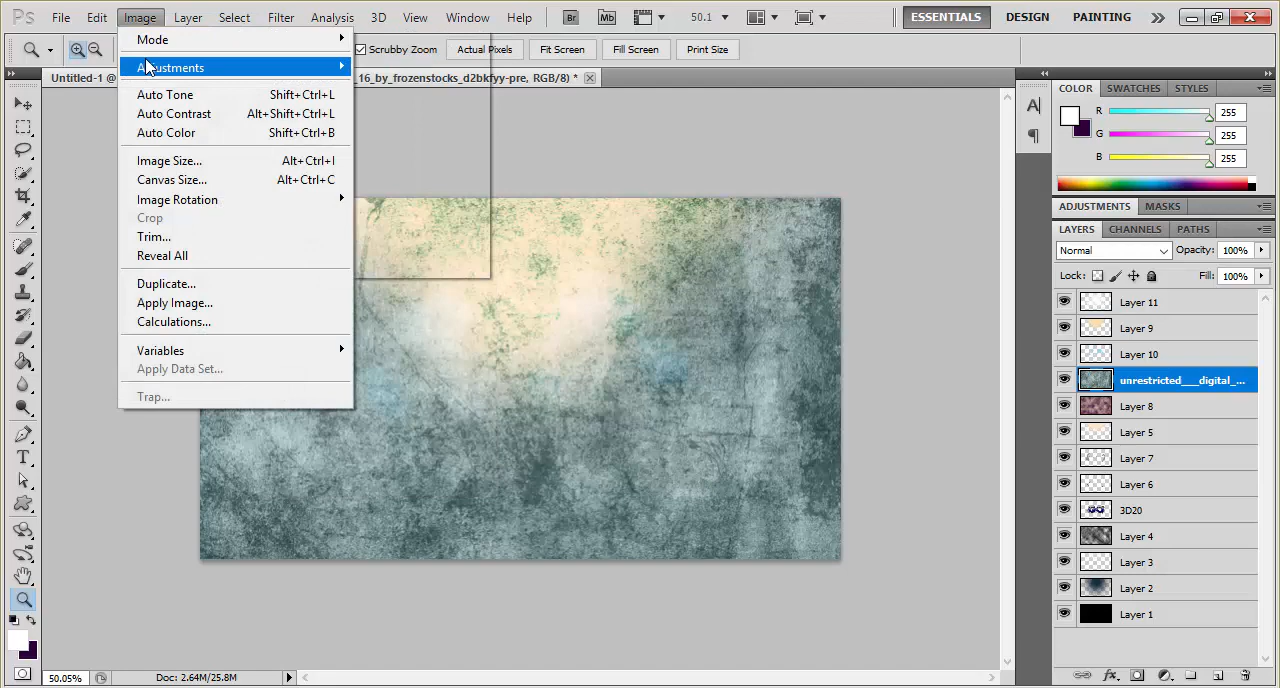 Ps File Edit Image Layer Select Filter Analysis 3D View Window Help Br Mb 50.1 ESSENTIALS DESIGN PAINTING
Scrubby Zoom Actual Pixels Fit Screen Fill Screen Print Size
Untitled-1 @ _16_by_frozenstocks_d2bkfyy-pre, RGB/8) *
Mode
Adjustments
Auto Tone Shift+Ctrl+L
Auto Contrast Alt+Shift+Ctrl+L
Auto Color Shift+Ctrl+B
Image Size... Alt+Ctrl+I
Canvas Size... Alt+Ctrl+C
Image Rotation
Crop
Trim...
Reveal All
Duplicate...
Apply Image...
Calculations...
Variables
Apply Data Set...
Trap...
COLOR SWATCHES STYLES
R 255
G 255
B 255
ADJUSTMENTS MASKS
LAYERS CHANNELS PATHS
Normal Opacity: 100%
Lock: Fill: 100%
Layer 11
Layer 9
Layer 10
unrestricted___digital_...
Layer 8
Layer 5
Layer 7
Layer 6
3D20
Layer 4
Layer 3
Layer 2
Layer 1
50.05% Doc: 2.64M/25.8M